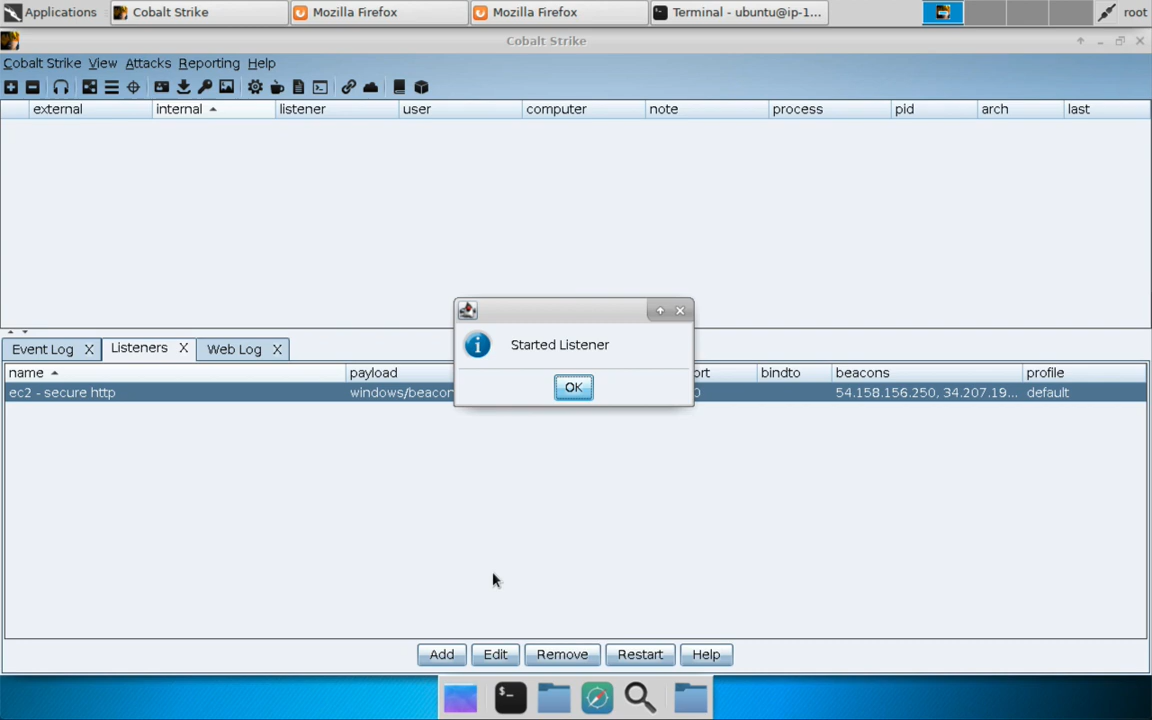 Applications Cobalt Strike Mozilla Firefox Mozilla Firefox Terminal - ubuntu@ip-1... root
Cobalt Strike
Cobalt Strike View Attacks Reporting Help
external internal listener user computer note process pid arch last
Started Listener
OK
Event Log X Listeners X Web Log X
name payload ort bindto beacons profile
ec2 - secure http windows/beacon 0 54.158.156.250, 34.207.19... default
Add Edit Remove Restart Help